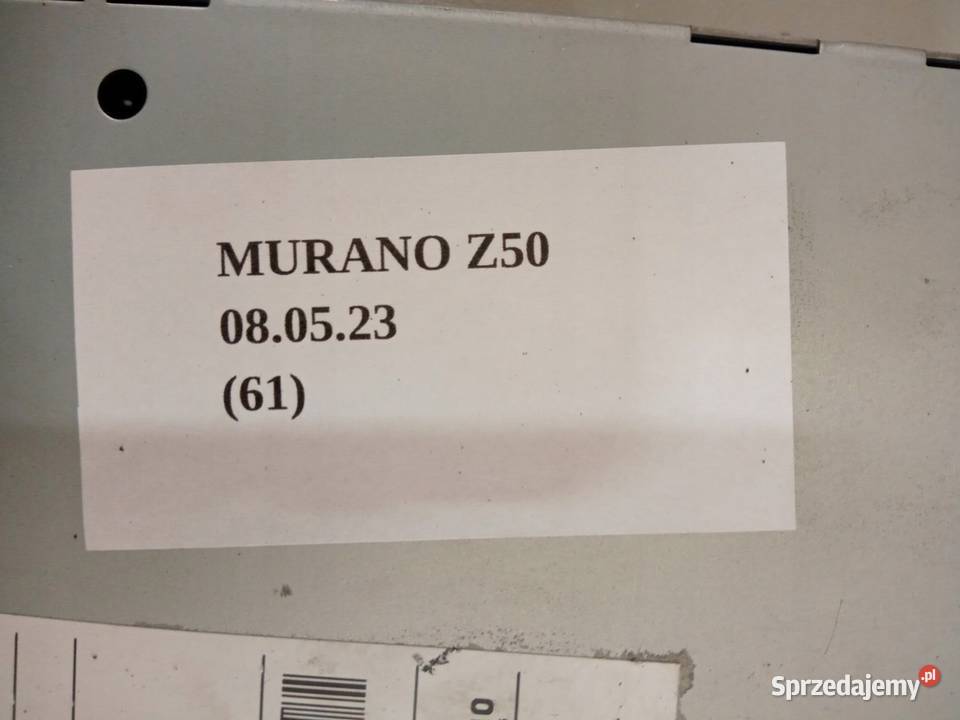 MURANO Z50
08.05.23
(61)
Sprzedajemy.pl